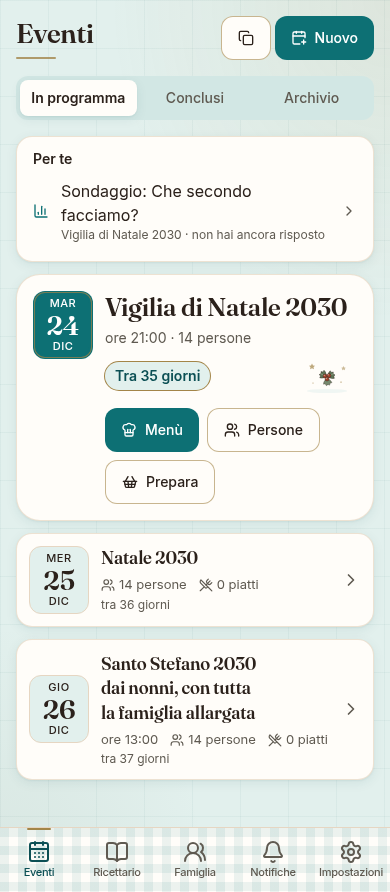 Eventi
Nuovo
In programma
Conclusi
Archivio
Per te
Sondaggio: Che secondo
facciamo?
Vigilia di Natale 2030 · non hai ancora risposto
MAR
24
DIC
Vigilia di Natale 2030
ore 21:00 · 14 persone
Tra 35 giorni
Menù
Persone
Prepara
MER
25
DIC
Natale 2030
14 persone
0 piatti
tra 36 giorni
GIO
26
DIC
Santo Stefano 2030
dai nonni, con tutta
la famiglia allargata
ore 13:00
14 persone
0 piatti
tra 37 giorni
Eventi
Ricettario
Famiglia
Notifiche
Impostazioni